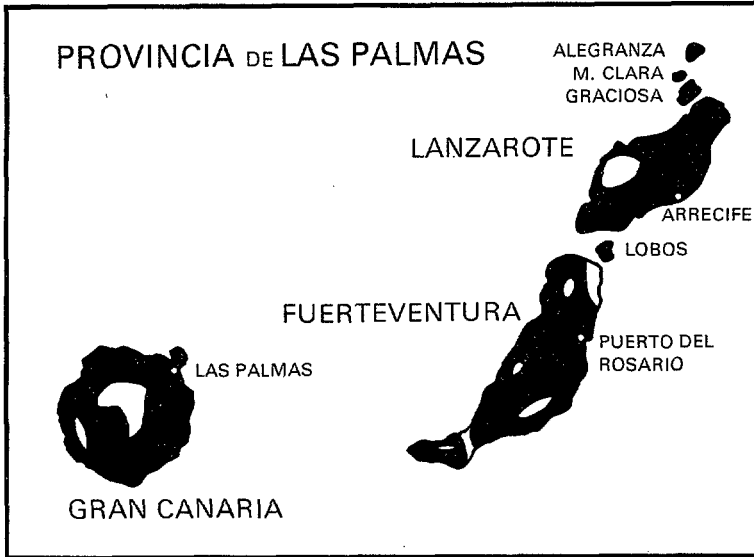 PROVINCIA DE LAS PALMAS
ALEGRANZA
M. CLARA
GRACIOSA
LANZAROTE
ARRECIFE
LOBOS
FUERTEVENTURA
PUERTO DEL
ROSARIO
LAS PALMAS
GRAN CANARIA